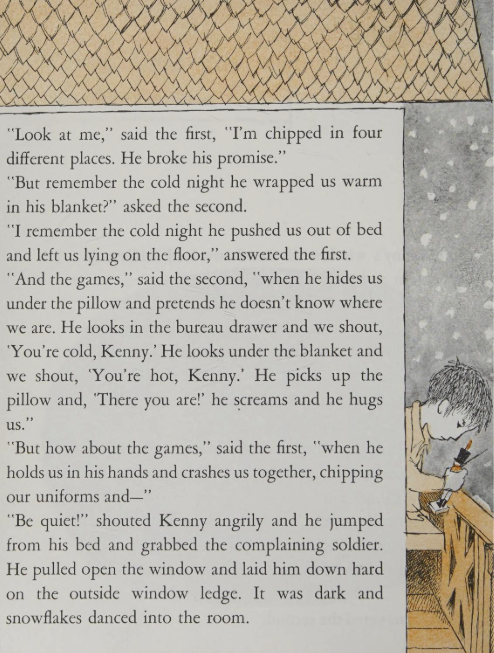 "Look at me," said the first, "I'm chipped in four
different places. He broke his promise."
"But remember the cold night he wrapped us warm
in his blanket?" asked the second.
"I remember the cold night he pushed us out of bed
and left us lying on the floor," answered the first.
"And the games," said the second, "when he hides us
under the pillow and pretends he doesn't know where
we are. He looks in the bureau drawer and we shout,
'You're cold, Kenny.' He looks under the blanket and
we shout, 'You're hot, Kenny.' He picks up the
pillow and, 'There you are!' he screams and he hugs
us."
"But how about the games," said the first, "when he
holds us in his hands and crashes us together, chipping
our uniforms and—"
"Be quiet!" shouted Kenny angrily and he jumped
from his bed and grabbed the complaining soldier.
He pulled open the window and laid him down hard
on the outside window ledge. It was dark and
snowflakes danced into the room.